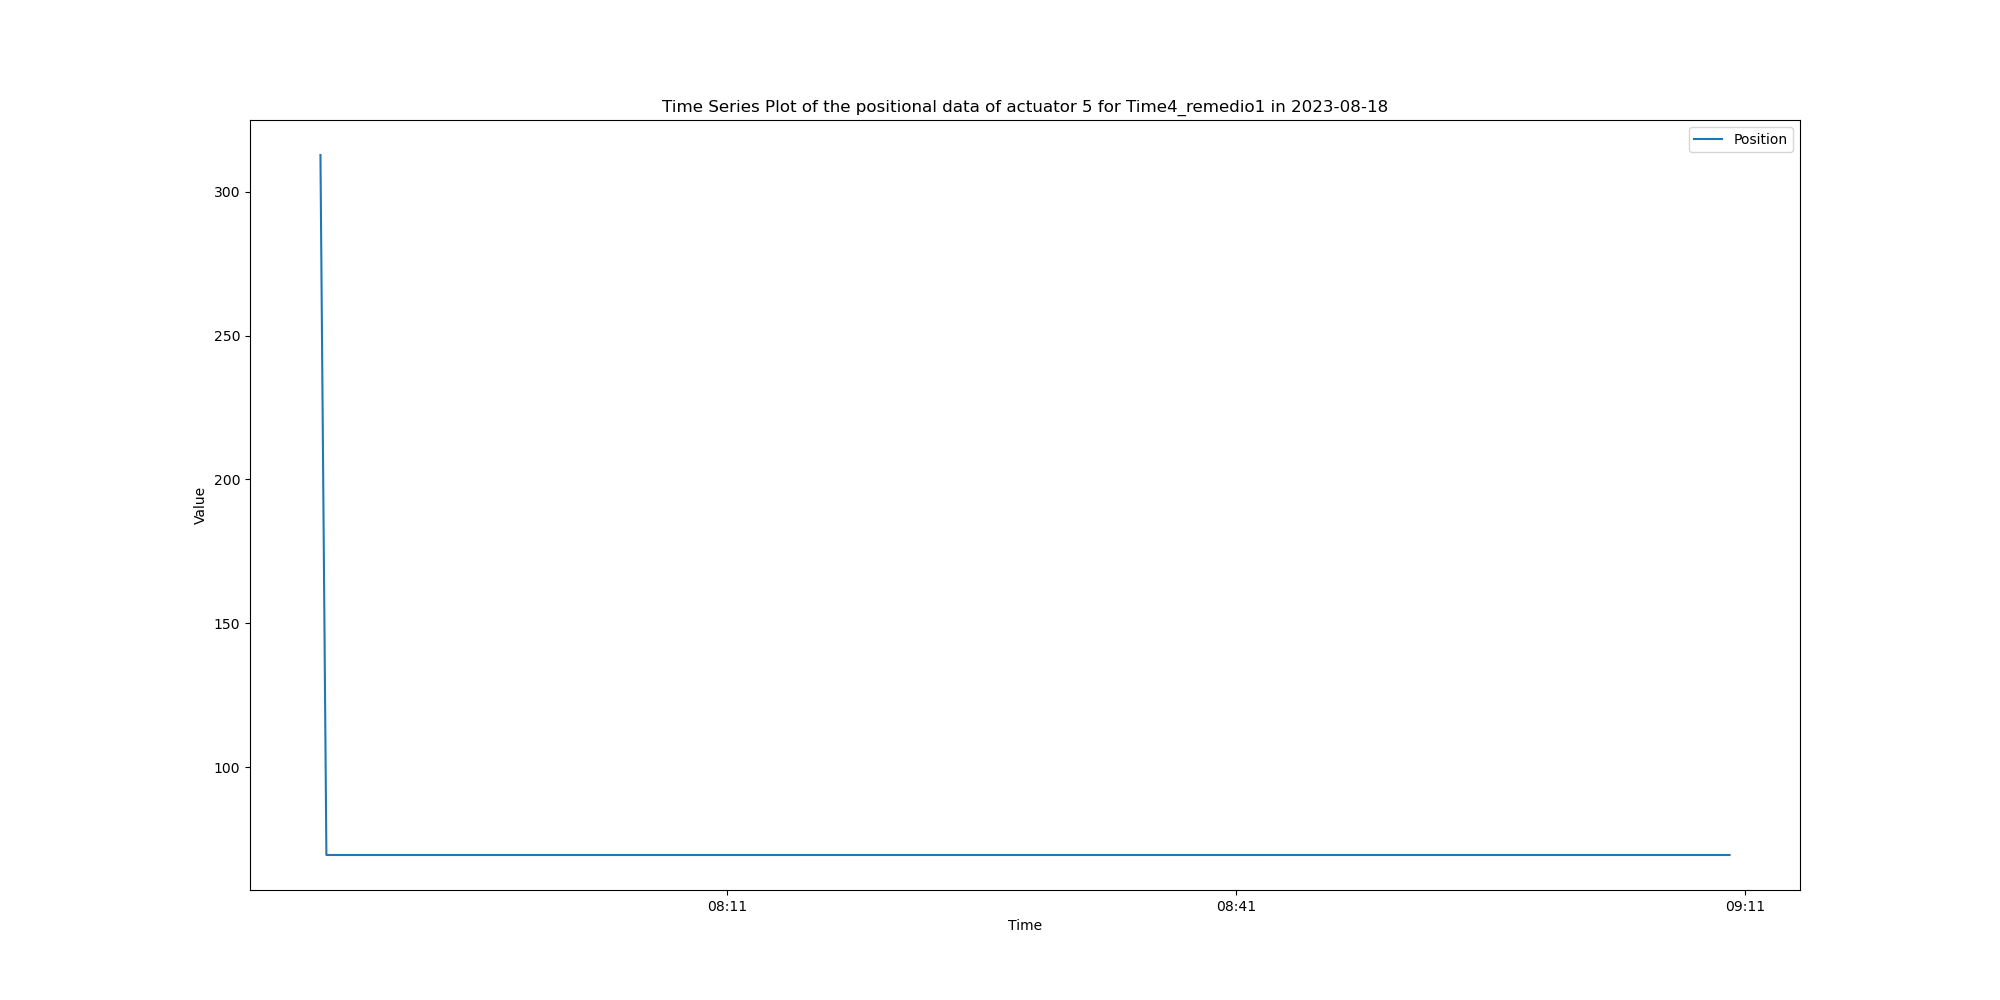 Time Series Plot of the positional data of actuator 5 for Time4_remedio1 in 2023-08-18
Position
300
250
200
150
100
Value
08:11
08:41
09:11
Time